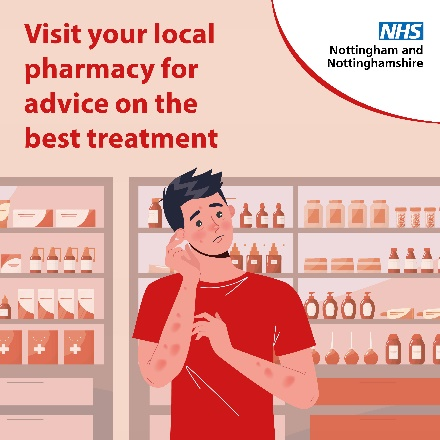 Visit your local
pharmacy for
advice on the
best treatment
NHS
Nottingham and
Nottinghamshire